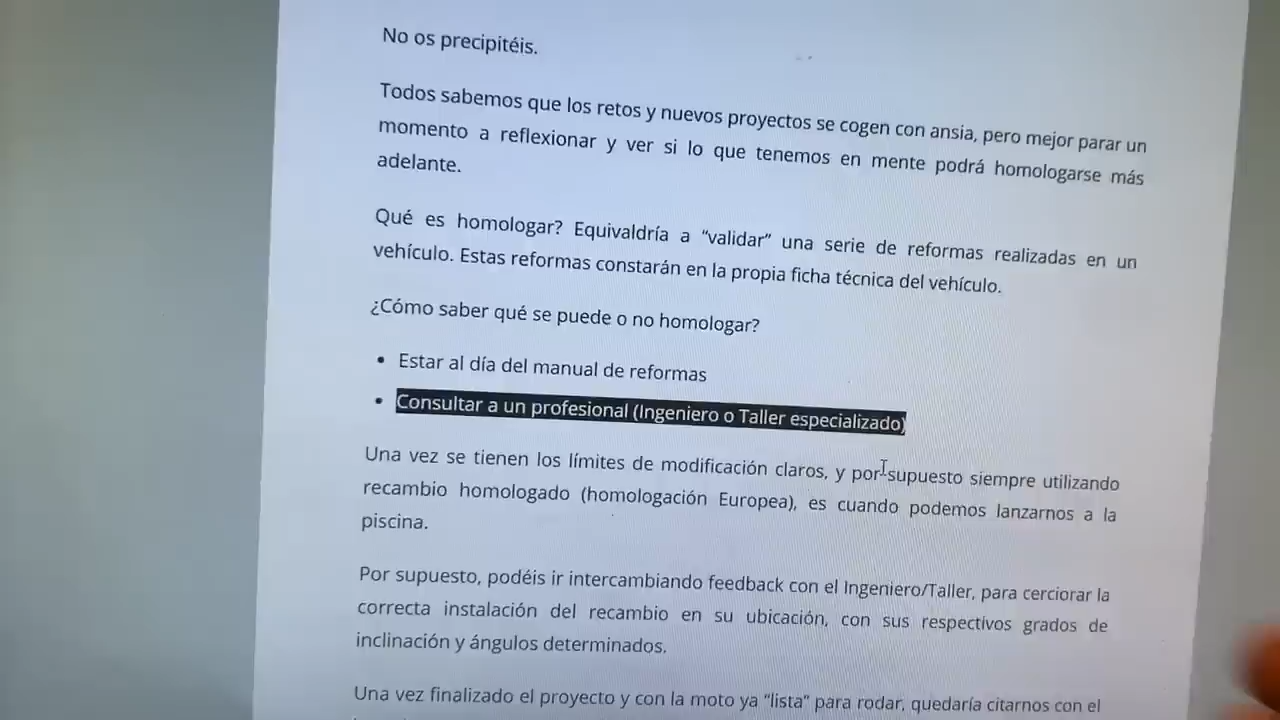 No os precipitéis.
Todos sabemos que los retos y nuevos proyectos se cogen con ansia, pero mejor parar un
momento a reflexionar y ver si lo que tenemos en mente podrá homologarse más
adelante.
Qué es homologar? Equivaldría a “validar” una serie de reformas realizadas en un
vehículo. Estas reformas constarán en la propia ficha técnica del vehículo.
¿Cómo saber qué se puede o no homologar?
• Estar al día del manual de reformas
• Consultar a un profesional (Ingeniero o Taller especializado)
Una vez se tienen los límites de modificación claros, y por supuesto siempre utilizando
recambio homologado (homologación Europea), es cuando podemos lanzarnos a la
piscina.
Por supuesto, podéis ir intercambiando feedback con el Ingeniero/Taller, para cerciorar la
correcta instalación del recambio en su ubicación, con sus respectivos grados de
inclinación y ángulos determinados.
Una vez finalizado el proyecto y con la moto ya “lista” para rodar, quedaría citarnos con el